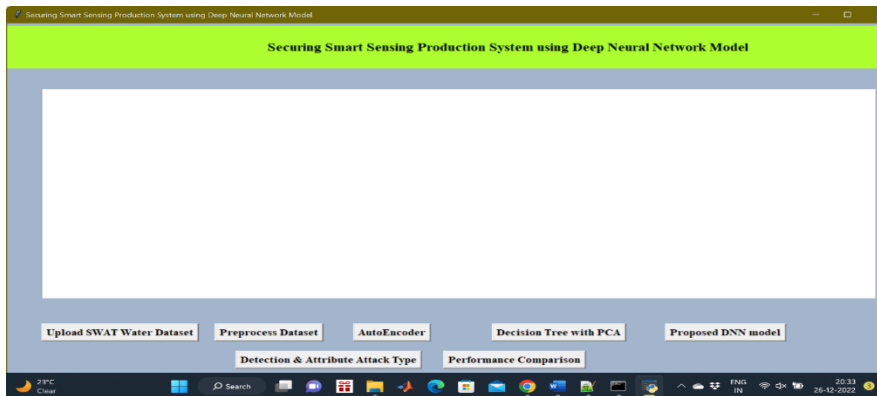 Securing Smart Sensing Production System using Deep Neural Network Model
Securing Smart Sensing Production System using Deep Neural Network Model
Upload SWAT Water Dataset Preprocess Dataset AutoEncoder Decision Tree with PCA Proposed DNN model
Detection & Attribute Attack Type Performance Comparison
23°C
Clear
Search
ENG
IN
20:33
26-12-2022